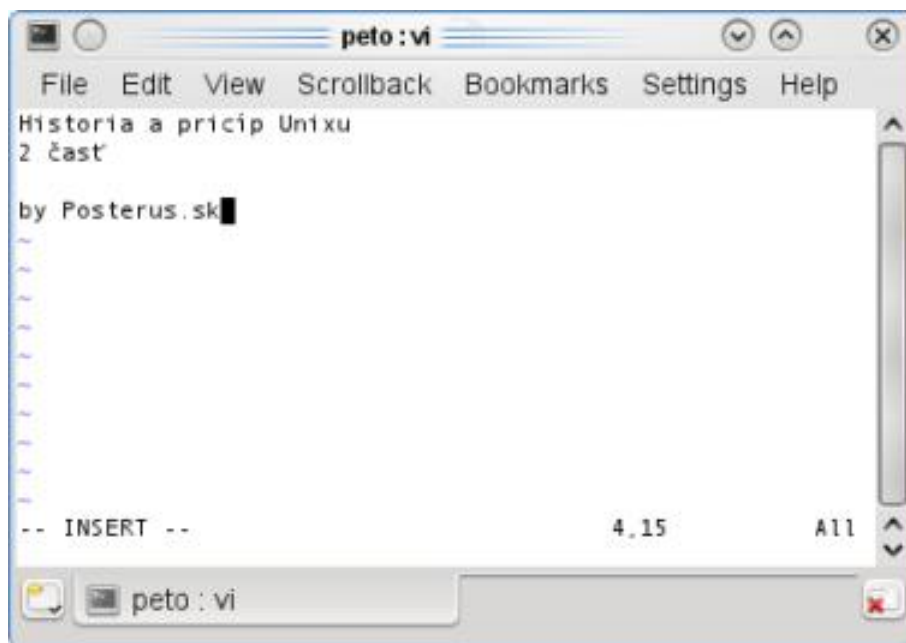 peto : vi
File Edit View Scrollback Bookmarks Settings Help
Historia a pricíp Unixu
2 časť
by Posterus.sk
~
~
~
~
~
~
~
~
~
~
-- INSERT -- 4,15 All
peto : vi